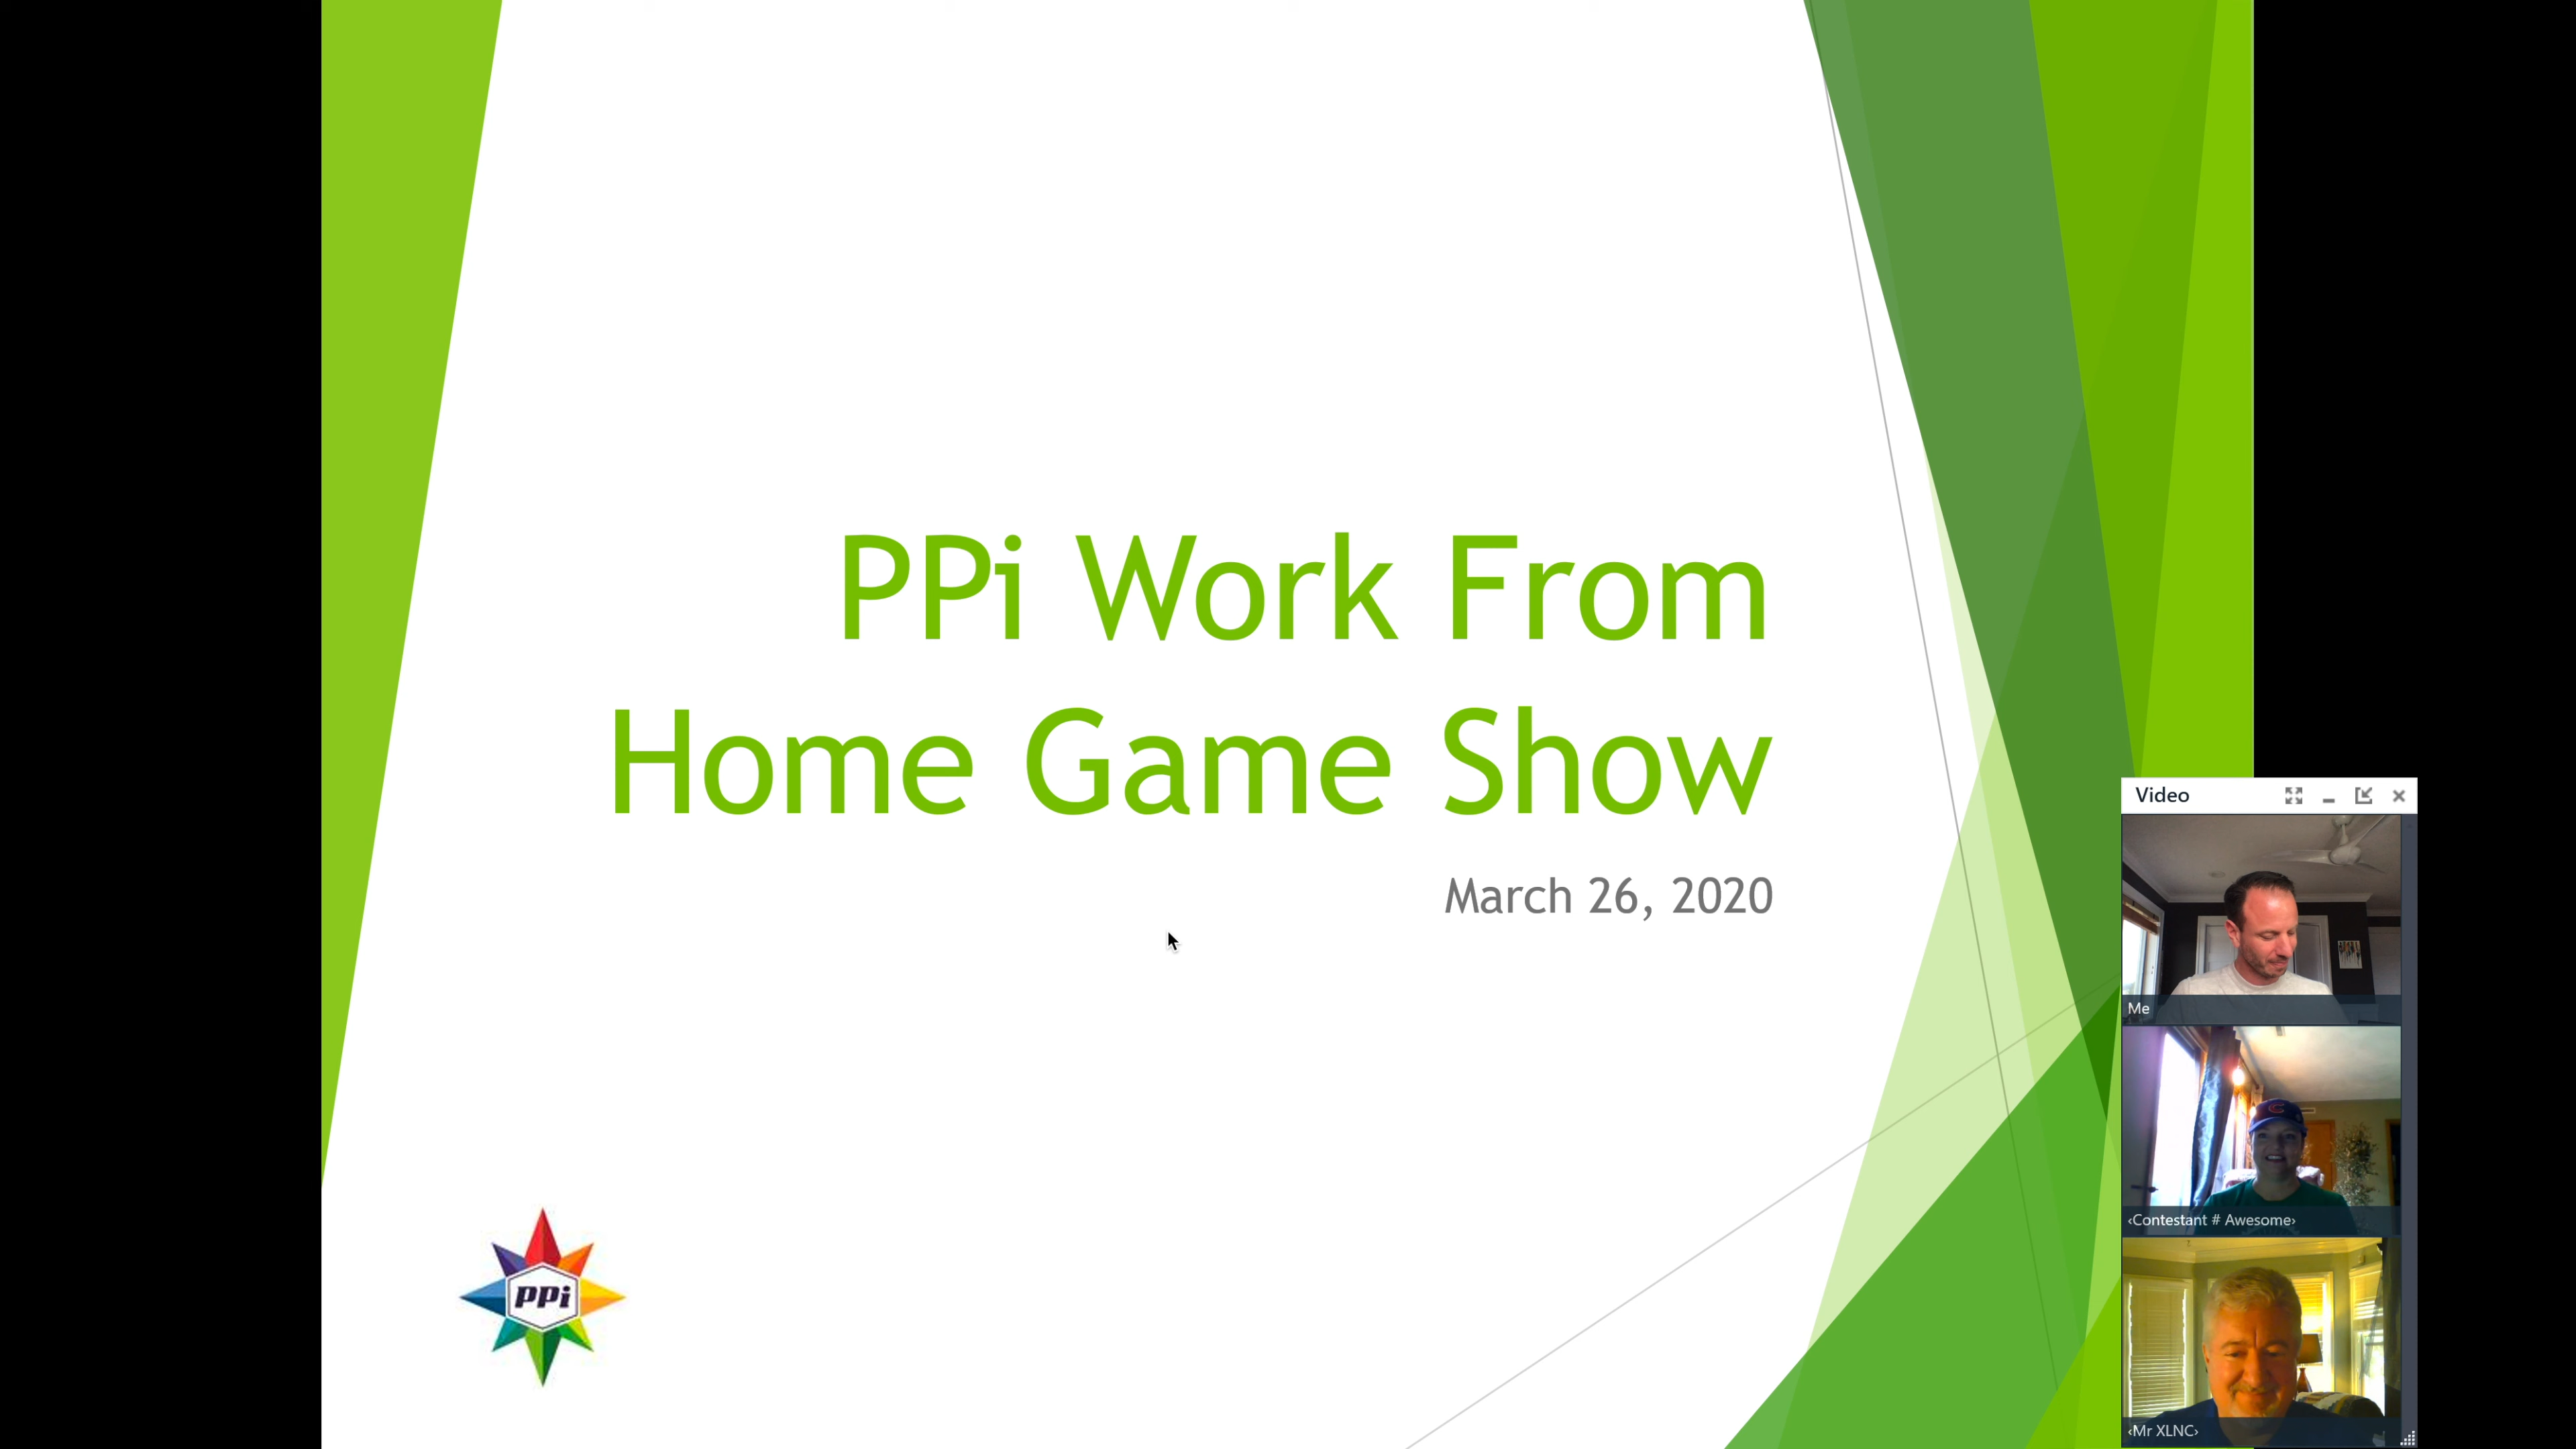 PPi Work From
Home Game Show
March 26, 2020
PPi
Video
Me
‹Contestant # Awesome›
‹Mr XLNC›